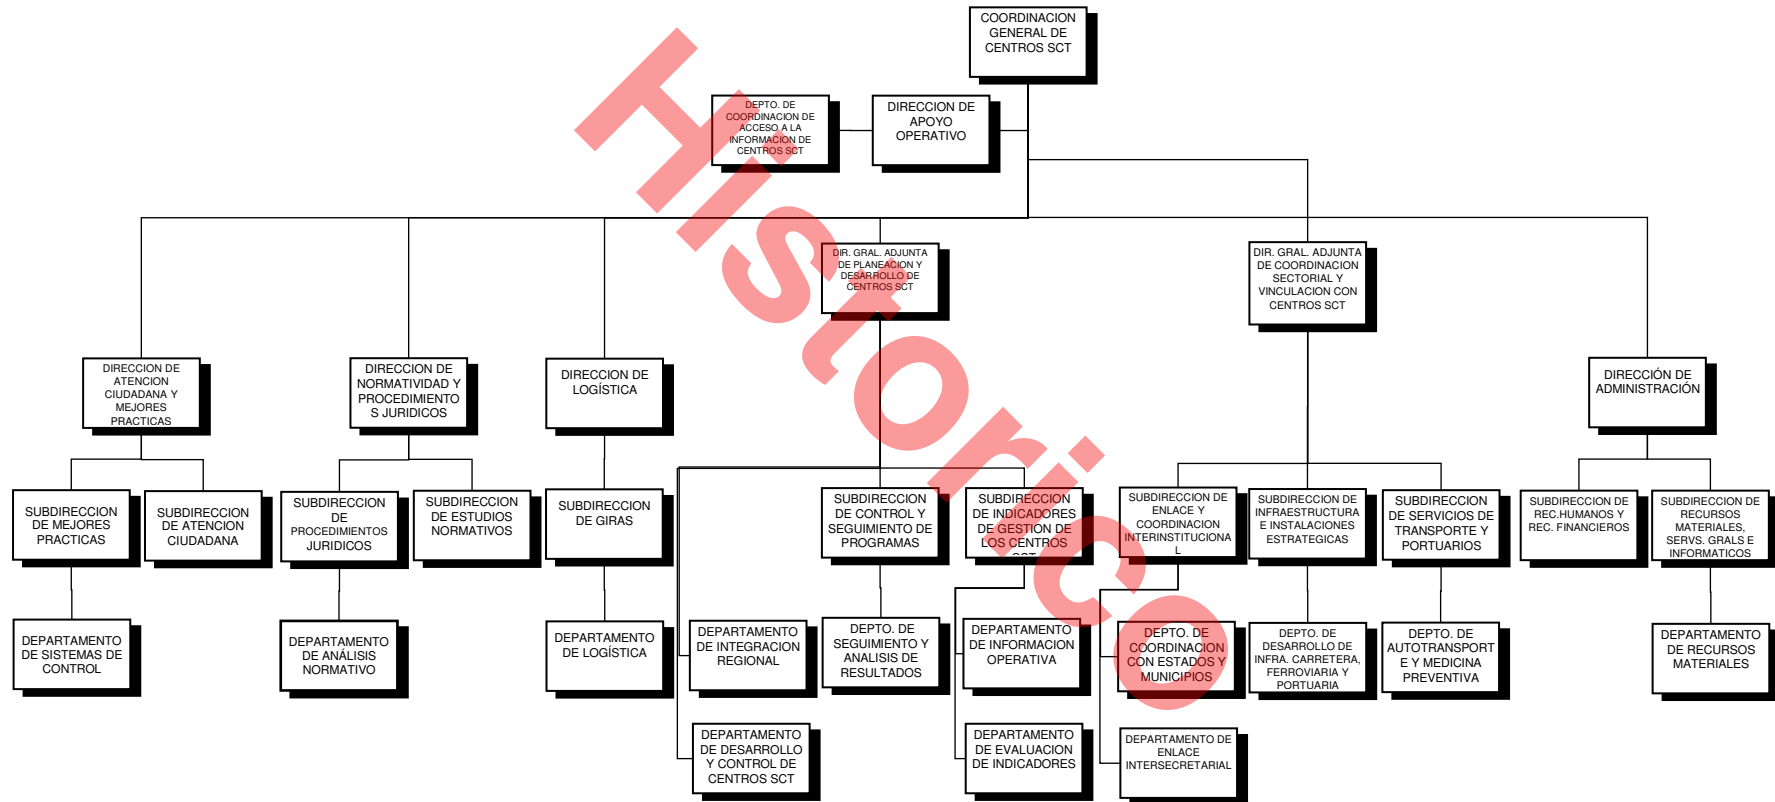 COORDINACION
GENERAL DE
CENTROS SCT
DEPTO. DE
COORDINACION DE
ACCESO A LA
INFORMACION DE
CENTROS SCT
DIRECCION DE
APOYO
OPERATIVO
DIR. GRAL. ADJUNTA
DE PLANEACION Y
DESARROLLO DE
CENTROS SCT
DIR. GRAL. ADJUNTA
DE COORDINACION
SECTORIAL Y
VINCULACION CON
CENTROS SCT
DIRECCION DE
ATENCION
CIUDADANA Y
MEJORES
PRACTICAS
DIRECCION DE
NORMATIVIDAD Y
PROCEDIMIENTO
S JURIDICOS
DIRECCION DE
LOGÍSTICA
DIRECCIÓN DE
ADMINISTRACIÓN
SUBDIRECCION
DE MEJORES
PRACTICAS
SUBDIRECCION
DE ATENCION
CIUDADANA
SUBDIRECCION
DE
PROCEDIMIENTOS
JURIDICOS
SUBDIRECCION
DE ESTUDIOS
NORMATIVOS
SUBDIRECCION
DE GIRAS
SUBDIRECCION
DE CONTROL Y
SEGUIMIENTO DE
PROGRAMAS
SUBDIRECCION
DE INDICADORES
DE GESTION DE
LOS CENTROS
SCT
SUBDIRECCION DE
ENLACE Y
COORDINACION
INTERINSTITUCIONA
L
SUBDIRECCION DE
INFRAESTRUCTURA
E INSTALACIONES
ESTRATEGICAS
SUBDIRECCION
DE SERVICIOS DE
TRANSPORTE Y
PORTUARIOS
SUBDIRECCION DE
REC.HUMANOS Y
REC. FINANCIEROS
SUBDIRECCION DE
RECURSOS
MATERIALES,
SERVS. GRALS E
INFORMATICOS
DEPARTAMENTO
DE SISTEMAS DE
CONTROL
DEPARTAMENTO
DE ANÁLISIS
NORMATIVO
DEPARTAMENTO
DE LOGÍSTICA
DEPARTAMENTO
DE INTEGRACION
REGIONAL
DEPTO. DE
SEGUIMIENTO Y
ANALISIS DE
RESULTADOS
DEPARTAMENTO
DE INFORMACION
OPERATIVA
DEPTO. DE
COORDINACION
CON ESTADOS Y
MUNICIPIOS
DEPTO. DE
DESARROLLO DE
INFRA. CARRETERA,
FERROVIARIA Y
PORTUARIA
DEPTO. DE
AUTOTRANSPORT
E Y MEDICINA
PREVENTIVA
DEPARTAMENTO
DE RECURSOS
MATERIALES
DEPARTAMENTO
DE DESARROLLO
Y CONTROL DE
CENTROS SCT
DEPARTAMENTO
DE EVALUACION
DE INDICADORES
DEPARTAMENTO DE
ENLACE
INTERSECRETARIAL
Historico